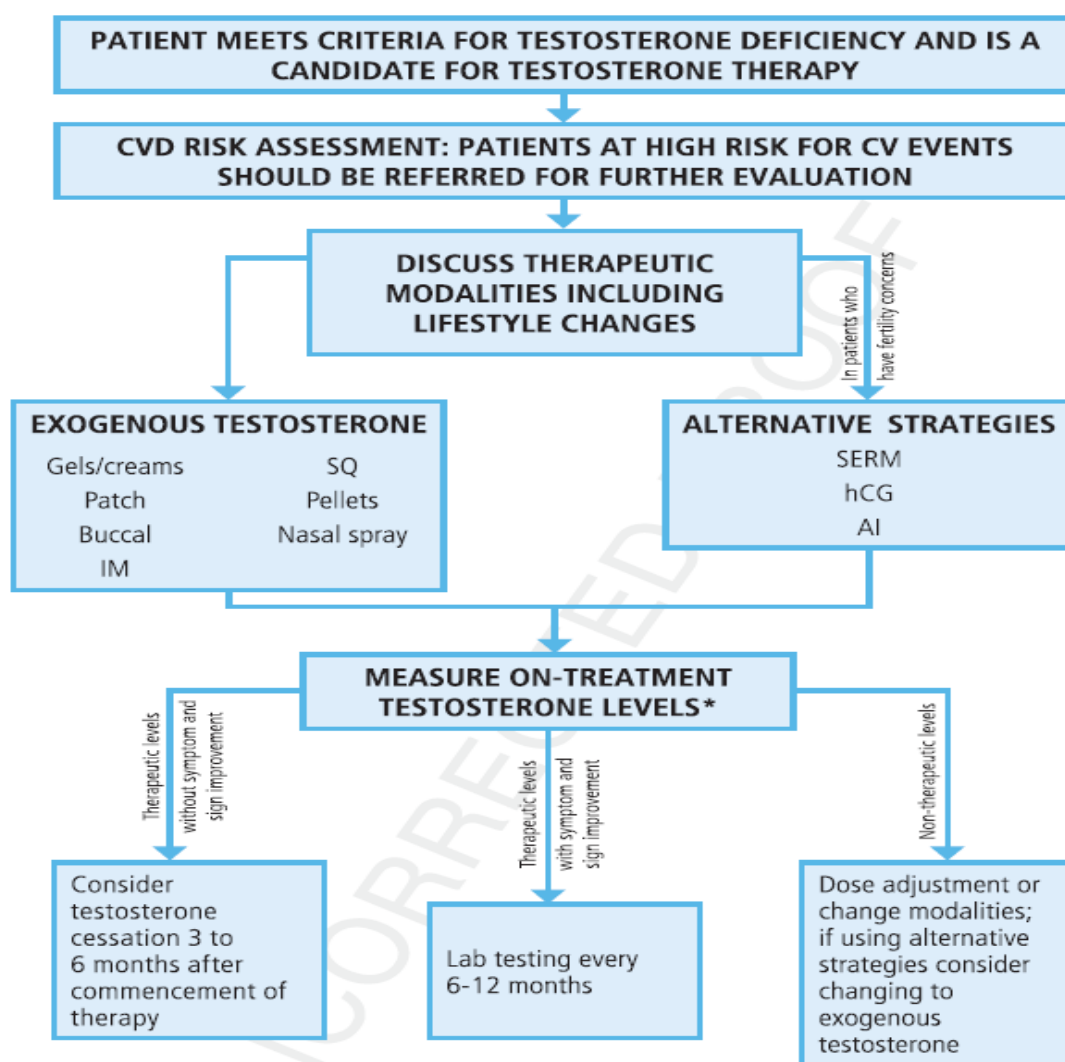 PATIENT MEETS CRITERIA FOR TESTOSTERONE DEFICIENCY AND IS A
CANDIDATE FOR TESTOSTERONE THERAPY
CVD RISK ASSESSMENT: PATIENTS AT HIGH RISK FOR CV EVENTS
SHOULD BE REFERRED FOR FURTHER EVALUATION
DISCUSS THERAPEUTIC
MODALITIES INCLUDING
LIFESTYLE CHANGES
In patients who
have fertility concerns
EXOGENOUS TESTOSTERONE
Gels/creams
Patch
Buccal
IM
SQ
Pellets
Nasal spray
ALTERNATIVE STRATEGIES
SERM
hCG
AI
MEASURE ON-TREATMENT
TESTOSTERONE LEVELS*
Therapeutic levels
without symptom and
sign improvement
Therapeutic levels
with symptom and
sign improvement
Non-therapeutic levels
Consider
testosterone
cessation 3 to
6 months after
commencement of
therapy
Lab testing every
6-12 months
Dose adjustment or
change modalities;
if using alternative
strategies consider
changing to
exogenous
testosterone